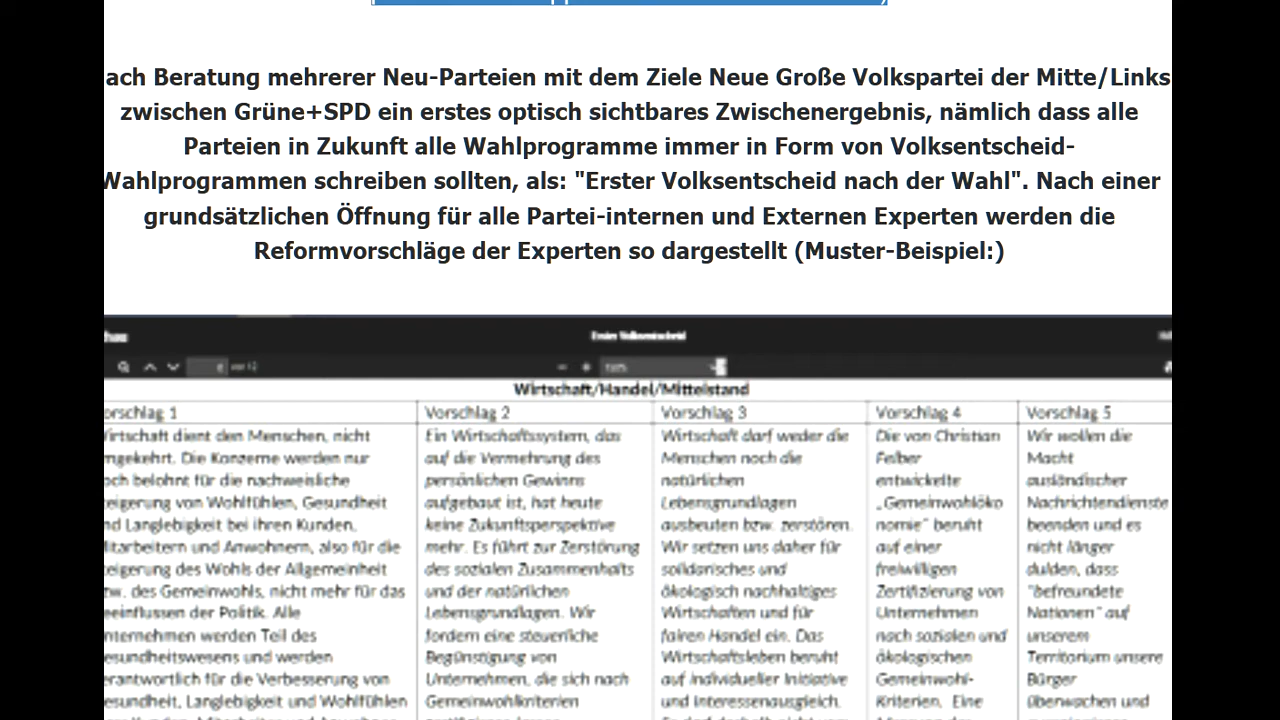 ach Beratung mehrerer Neu-Parteien mit dem Ziele Neue Große Volkspartei der Mitte/Links
zwischen Grüne+SPD ein erstes optisch sichtbares Zwischenergebnis, nämlich dass alle
Parteien in Zukunft alle Wahlprogramme immer in Form von Volksentscheid-
Wahlprogrammen schreiben sollten, als: "Erster Volksentscheid nach der Wahl". Nach einer
grundsätzlichen Öffnung für alle Partei-internen und Externen Experten werden die
Reformvorschläge der Experten so dargestellt (Muster-Beispiel:)
Erster Volksentscheid
Wirtschaft/Handel/Mittelstand
orschlag 1
irtschaft dient den Menschen, nicht
mgekehrt. Die Konzerne werden nur
och belohnt für die nachweisliche
teigerung von Wohlfühlen, Gesundheit
nd Langlebigkeit bei ihren Kunden,
itarbeitern und Anwohnern, also für die
teigerung des Wohls der Allgemeinheit
zw. des Gemeinwohls, nicht mehr für das
eeinflussen der Politik. Alle
nternehmen werden Teil des
esundheitswesens und werden
erantwortlich für die Verbesserung von
esundheit, Langlebigkeit und Wohlfühlen
Vorschlag 2
Ein Wirtschaftssystem, das
auf die Vermehrung des
persönlichen Gewinns
aufgebaut ist, hat heute
keine Zukunftsperspektive
mehr. Es führt zur Zerstörung
des sozialen Zusammenhalts
und der natürlichen
Lebensgrundlagen. Wir
fordern eine steuerliche
Begünstigung von
Unternehmen, die sich nach
Gemeinwohlkriterien
Vorschlag 3
Wirtschaft darf weder die
Menschen noch die
natürlichen
Lebensgrundlagen
ausbeuten bzw. zerstören.
Wir setzen uns daher für
solidarisches und
ökologisch nachhaltiges
Wirtschaften und für
fairen Handel ein. Das
Wirtschaftsleben beruht
auf individueller Initiative
und Interessenausgleich.
Vorschlag 4
Die von Christian
Felber
entwickelte
„Gemeinwohlöko
nomie" beruht
auf einer
freiwilligen
Zertifizierung von
Unternehmen
nach sozialen und
ökologischen
Gemeinwohl-
Kriterien. Eine
Vorschlag 5
Wir wollen die
Macht
ausländischer
Nachrichtendienste
beenden und es
nicht länger
dulden, dass
"befreundete
Nationen" auf
unserem
Territorium unsere
Bürger
überwachen und